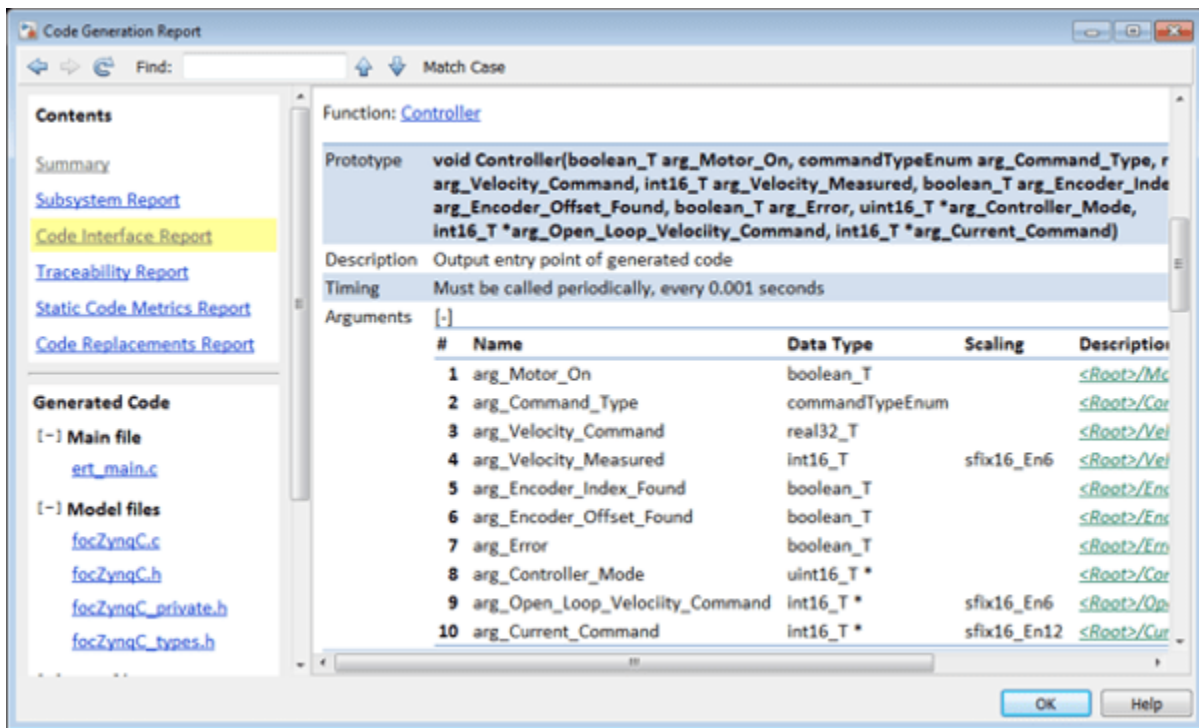 Code Generation Report
Find: Match Case
Contents
Summary
Subsystem Report
Code Interface Report
Traceability Report
Static Code Metrics Report
Code Replacements Report
Generated Code
[-] Main file
ert_main.c
[-] Model files
focZynqC.c
focZynqC.h
focZynqC_private.h
focZynqC_types.h
Function: Controller
Prototype void Controller(boolean_T arg_Motor_On, commandTypeEnum arg_Command_Type, r
arg_Velocity_Command, int16_T arg_Velocity_Measured, boolean_T arg_Encoder_Inde
arg_Encoder_Offset_Found, boolean_T arg_Error, uint16_T *arg_Controller_Mode,
int16_T *arg_Open_Loop_Velociity_Command, int16_T *arg_Current_Command)
Description Output entry point of generated code
Timing Must be called periodically, every 0.001 seconds
Arguments [-]
# Name Data Type Scaling Description
1 arg_Motor_On boolean_T <Root>/Mo
2 arg_Command_Type commandTypeEnum <Root>/Con
3 arg_Velocity_Command real32_T <Root>/Vel
4 arg_Velocity_Measured int16_T sfix16_En6 <Root>/Vel
5 arg_Encoder_Index_Found boolean_T <Root>/Enc
6 arg_Encoder_Offset_Found boolean_T <Root>/Enc
7 arg_Error boolean_T <Root>/Erro
8 arg_Controller_Mode uint16_T * <Root>/Con
9 arg_Open_Loop_Velociity_Command int16_T * sfix16_En6 <Root>/Ope
10 arg_Current_Command int16_T * sfix16_En12 <Root>/Cur
OK Help